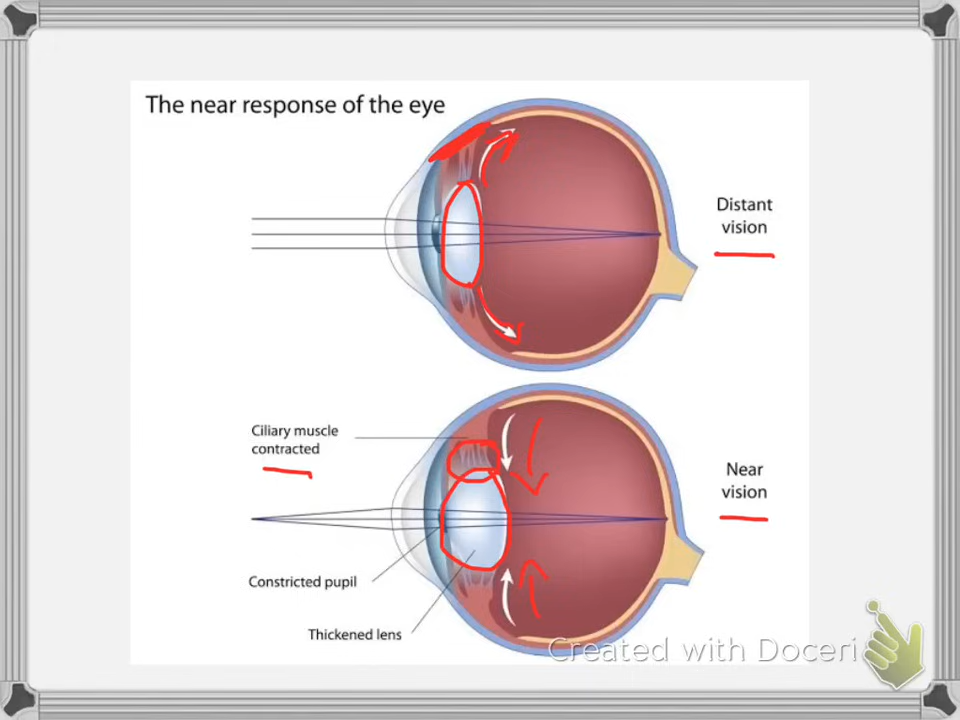 The near response of the eye
Distant
vision
Ciliary muscle
contracted
Near
vision
Constricted pupil
Thickened lens
Created with Doceri